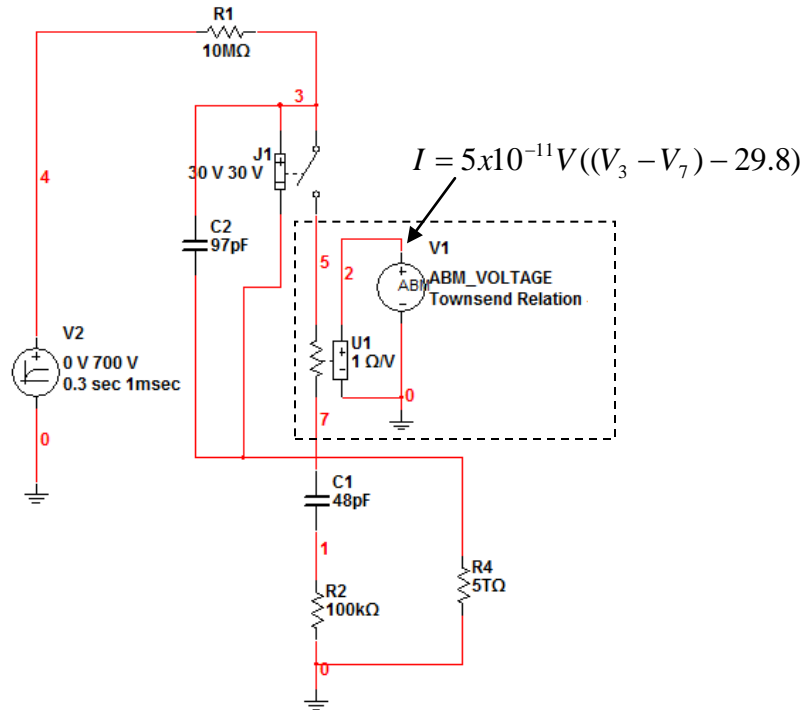 R1
10MΩ
3
J1
30 V 30 V
I = 5x10⁻¹¹V((V₃ − V₇) − 29.8)
4
C2
97pF
5
2
V1
ABM
ABM_VOLTAGE
Townsend Relation
V2
0 V 700 V
0.3 sec 1msec
U1
1 Ω/V
0
7
0
C1
48pF
1
R4
5TΩ
R2
100kΩ
0